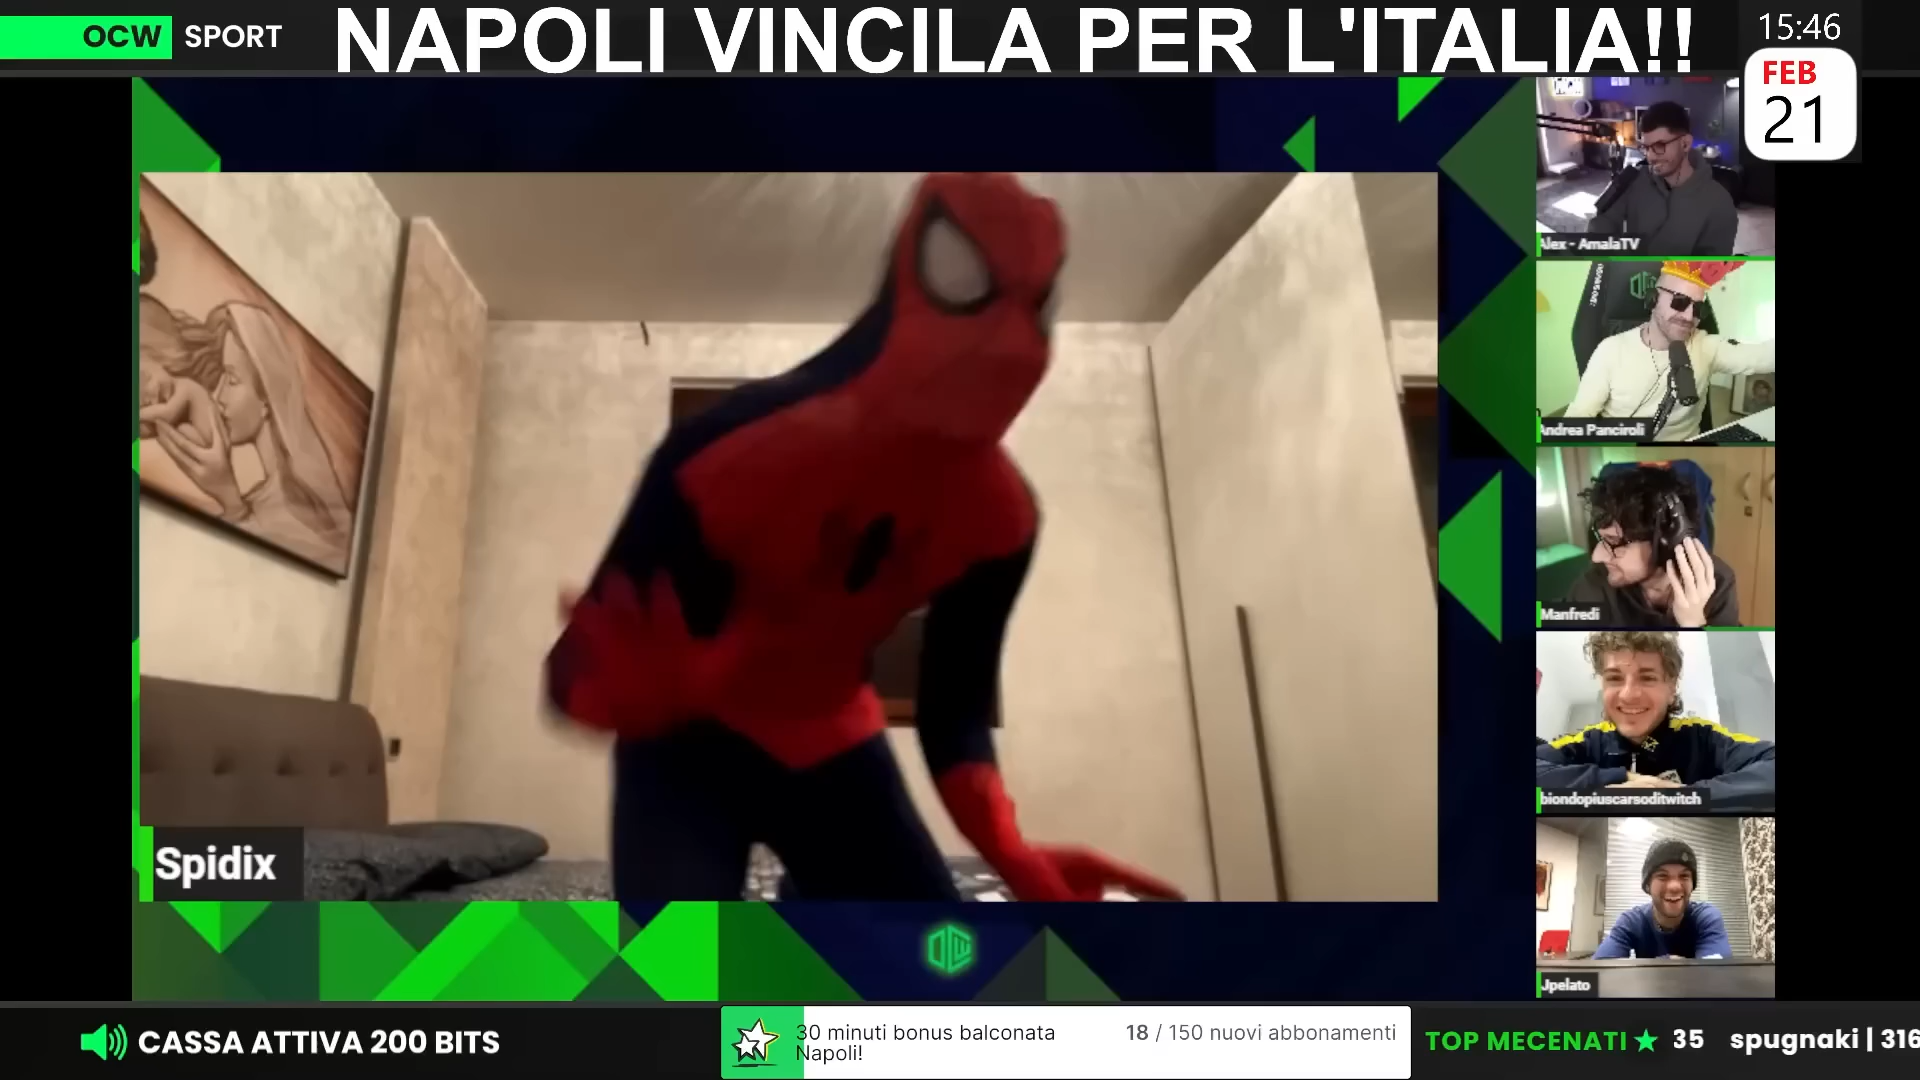 OCW SPORT
NAPOLI VINCILA PER L'ITALIA!!
15:46
FEB
21
Alex - AmalaTV
Andrea Panciroli
Manfredi
biondopiuscarsoditwitch
Jpelato
Spidix
CASSA ATTIVA 200 BITS
30 minuti bonus balconata
Napoli!
18 / 150 nuovi abbonamenti
TOP MECENATI ★ 35 spugnaki | 316